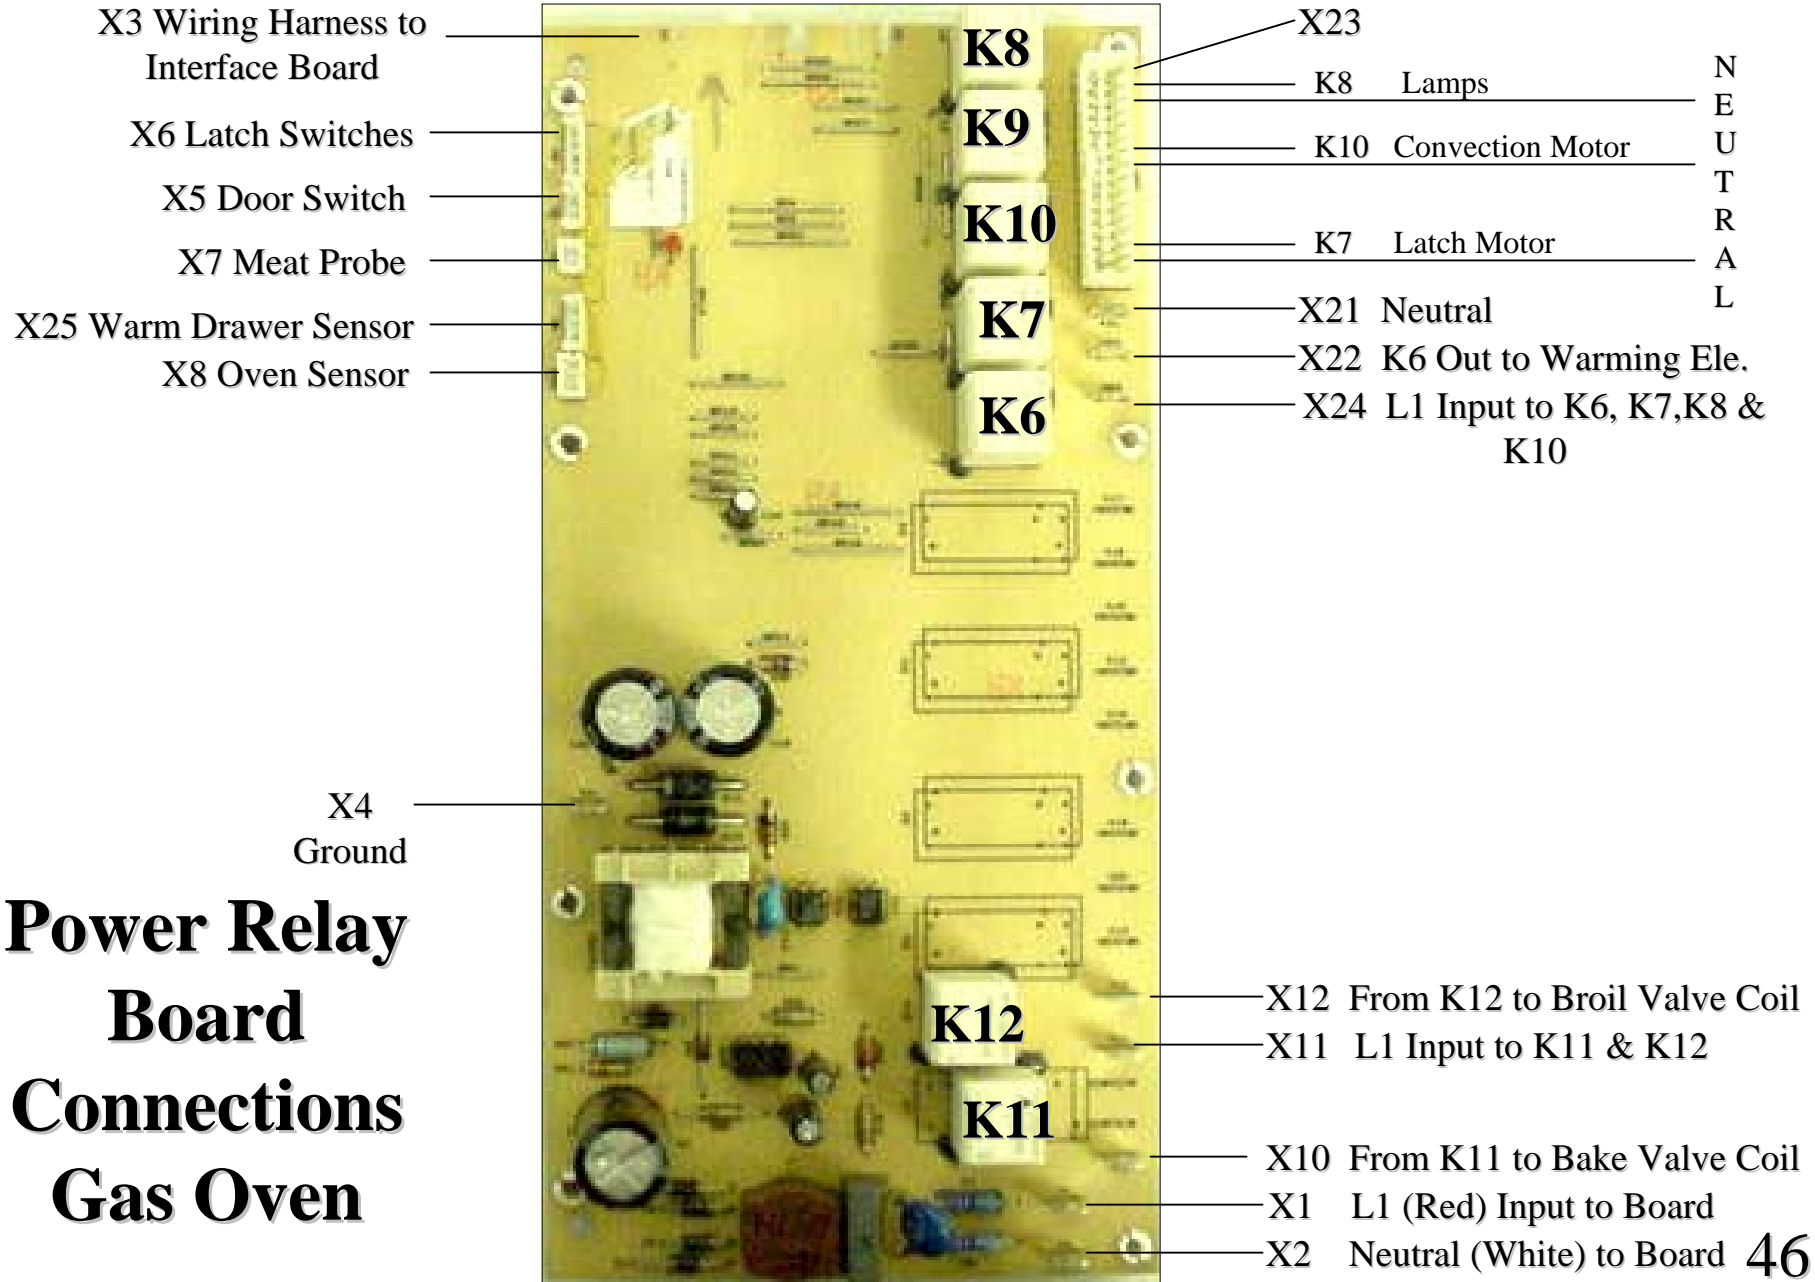 X3 Wiring Harness to
Interface Board
X6 Latch Switches
X5 Door Switch
X7 Meat Probe
X25 Warm Drawer Sensor
X8 Oven Sensor
X4
Ground
Power Relay
Board
Connections
Gas Oven
K8
K9
K10
K7
K6
K12
K11
X23
K8 Lamps
K10 Convection Motor
K7 Latch Motor
N
E
U
T
R
A
L
X21 Neutral
X22 K6 Out to Warming Ele.
X24 L1 Input to K6, K7,K8 &
K10
X12 From K12 to Broil Valve Coil
X11 L1 Input to K11 & K12
X10 From K11 to Bake Valve Coil
X1 L1 (Red) Input to Board
X2 Neutral (White) to Board
46